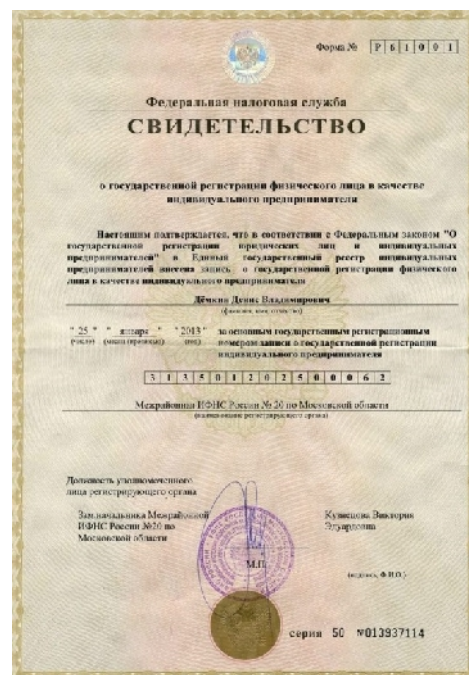 Форма № Р 6 1 0 0 1
Федеральная налоговая служба
СВИДЕТЕЛЬСТВО
о государственной регистрации физического лица в качестве
индивидуального предпринимателя
Настоящим подтверждается, что в соответствии с Федеральным законом "О
государственной регистрации юридических лиц и индивидуальных
предпринимателей" в Единый государственный реестр индивидуальных
предпринимателей внесена запись о государственной регистрации физического
лица в качестве индивидуального предпринимателя
Дёмкин Денис Владимирович
(фамилия, имя, отчество)
" 25 " " января " " 2013 " за основным государственным регистрационным
(число) (месяц прописью) (год) номером записи о государственной регистрации
индивидуального предпринимателя
3 1 3 5 0 1 2 0 2 5 0 0 0 6 2
Межрайонная ИФНС России № 20 по Московской области
(наименование регистрирующего органа)
Должность уполномоченного
лица регистрирующего органа
Зам.начальника Межрайонной Кузнецова Виктория
ИФНС России №20 по Эдуардовна
Московской области
М.П.
(подпись, Ф.И.О.)
серия 50 №013937114